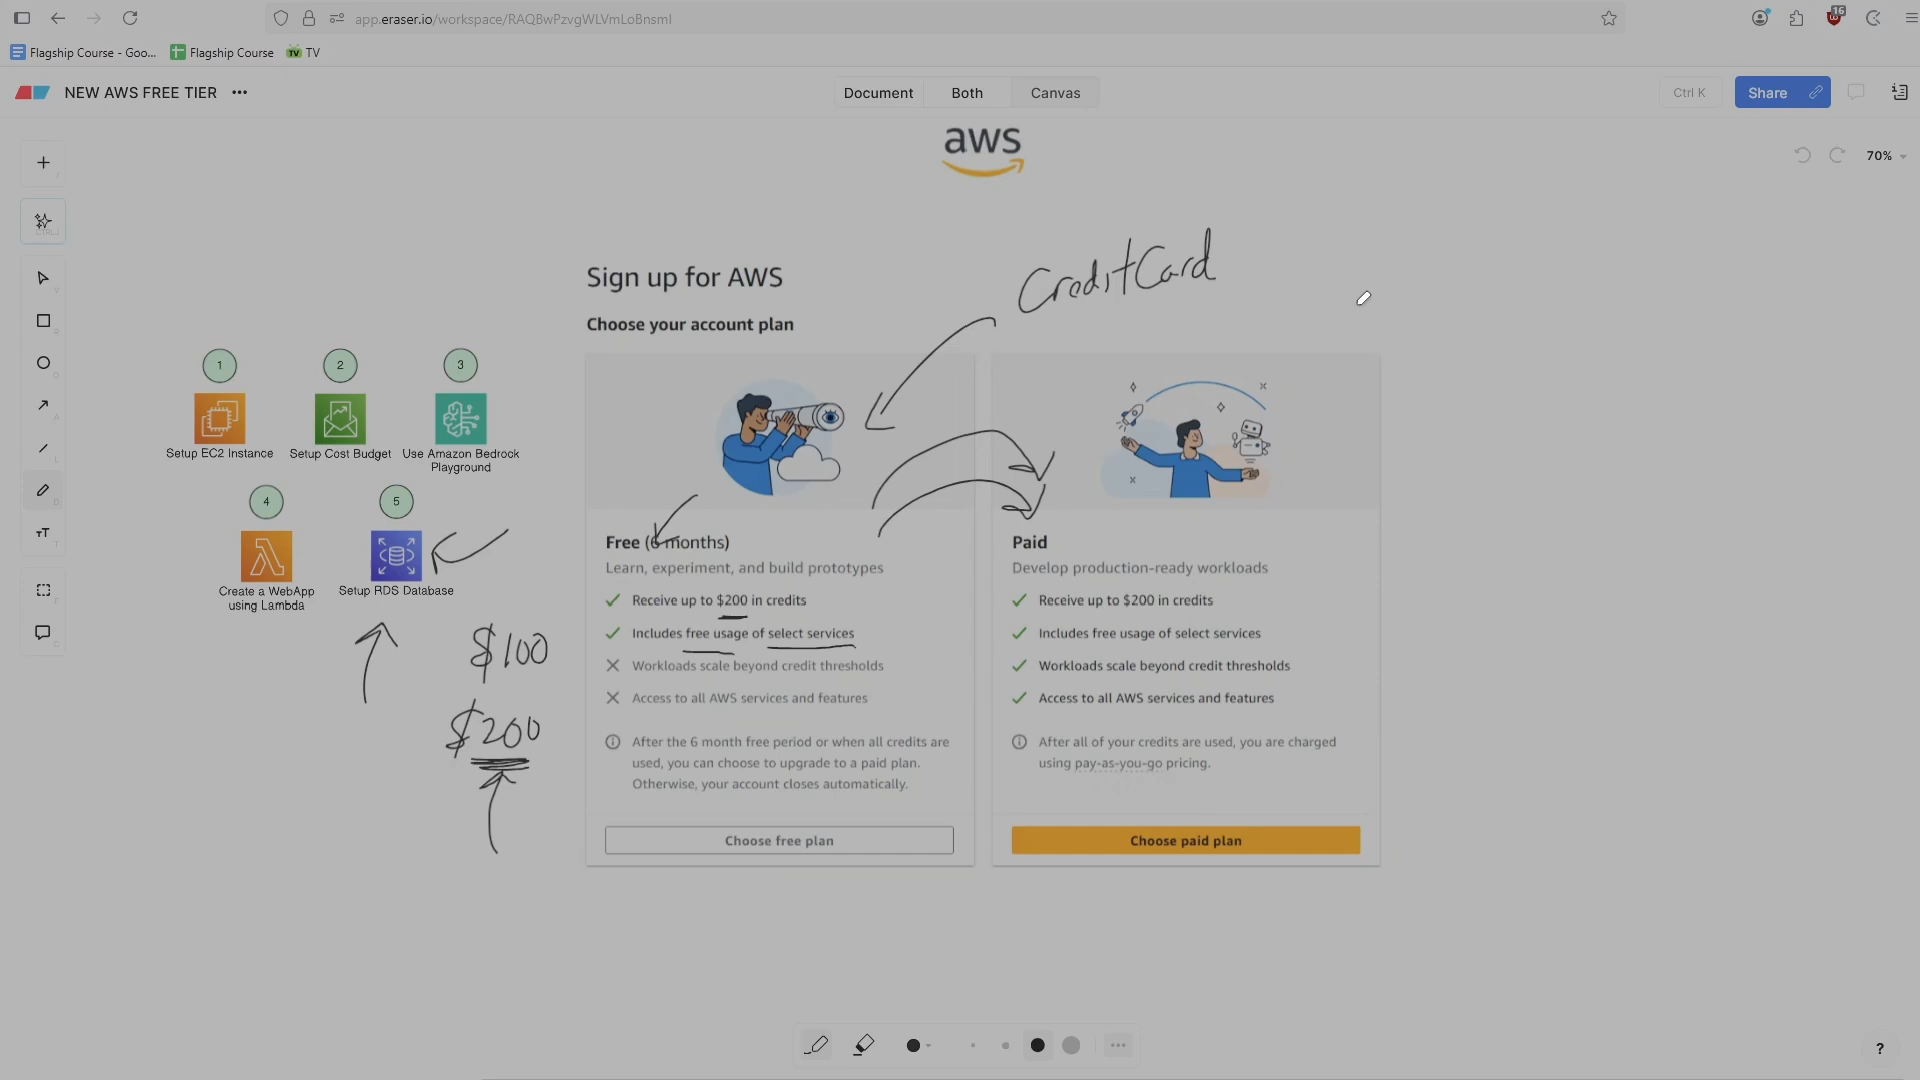 app.eraser.io/workspace/RAQBwPzvgWLVmLoBnsmI
16
Flagship Course - Goo...
Flagship Course
TV TV
NEW AWS FREE TIER
Document
Both
Canvas
Ctrl K
Share
70%
aws
CreditCard
Sign up for AWS
Choose your account plan
1
2
3
Setup EC2 Instance
Setup Cost Budget
Use Amazon Bedrock
Playground
4
5
Create a WebApp
using Lambda
Setup RDS Database
$100
$200
Free (6 months)
Learn, experiment, and build prototypes
Receive up to $200 in credits
Includes free usage of select services
Workloads scale beyond credit thresholds
Access to all AWS services and features
After the 6 month free period or when all credits are
used, you can choose to upgrade to a paid plan.
Otherwise, your account closes automatically.
Choose free plan
Paid
Develop production-ready workloads
Receive up to $200 in credits
Includes free usage of select services
Workloads scale beyond credit thresholds
Access to all AWS services and features
After all of your credits are used, you are charged
using pay-as-you-go pricing.
Choose paid plan
?